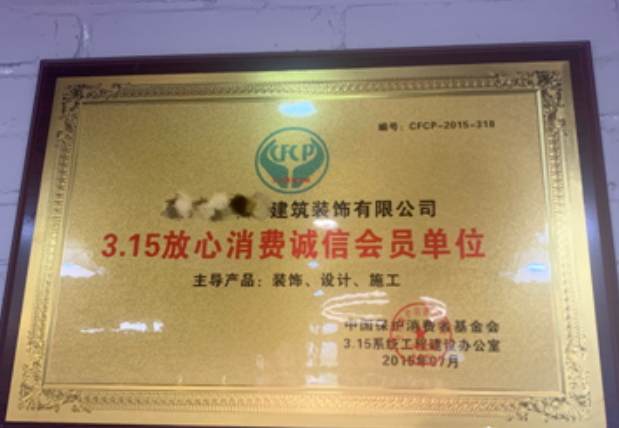 编号：CFCP-2015-318
CFCP
建筑装饰有限公司
3.15放心消费诚信会员单位
主导产品：装饰、设计、施工
中国保护消费者基金会
3.15系统工程建设办公室
2015年07月